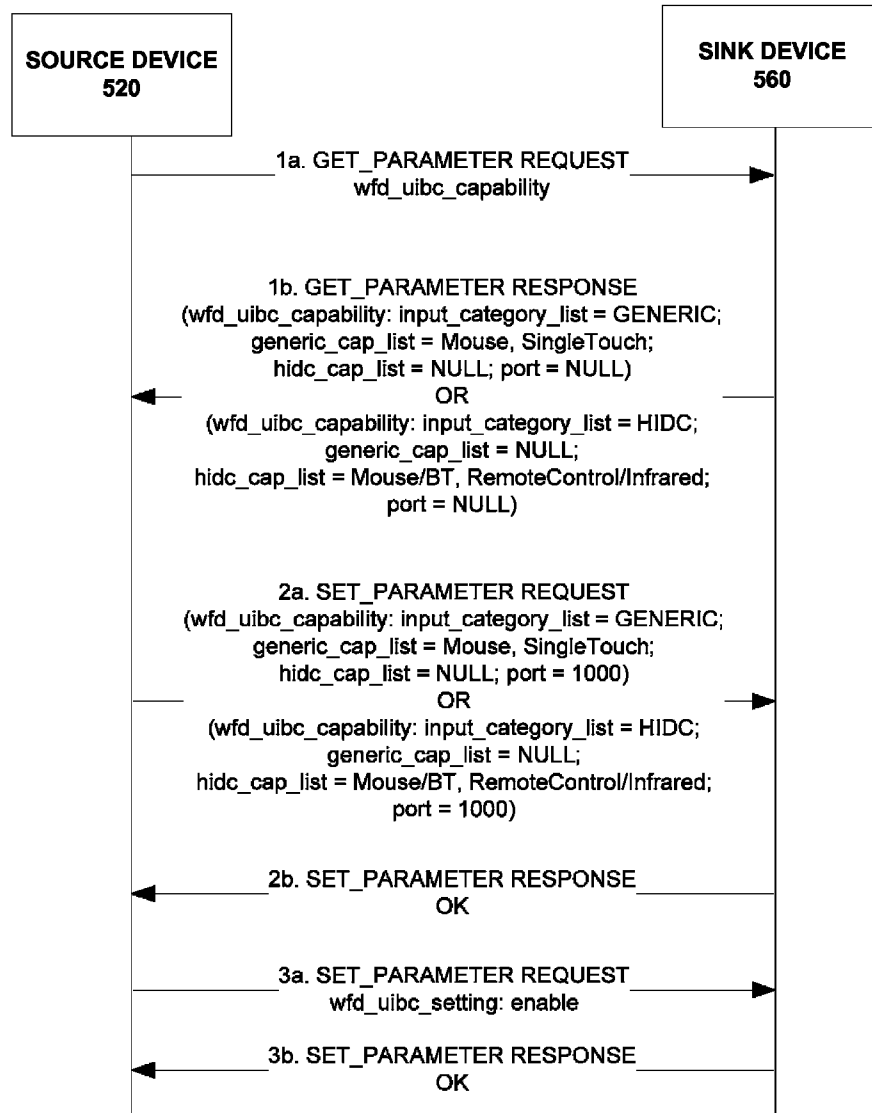 SOURCE DEVICE
520
SINK DEVICE
560
1a. GET_PARAMETER REQUEST
wfd_uibc_capability
1b. GET_PARAMETER RESPONSE
(wfd_uibc_capability: input_category_list = GENERIC;
generic_cap_list = Mouse, SingleTouch;
hidc_cap_list = NULL; port = NULL)
OR
(wfd_uibc_capability: input_category_list = HIDC;
generic_cap_list = NULL;
hidc_cap_list = Mouse/BT, RemoteControl/Infrared;
port = NULL)
2a. SET_PARAMETER REQUEST
(wfd_uibc_capability: input_category_list = GENERIC;
generic_cap_list = Mouse, SingleTouch;
hidc_cap_list = NULL; port = 1000)
OR
(wfd_uibc_capability: input_category_list = HIDC;
generic_cap_list = NULL;
hidc_cap_list = Mouse/BT, RemoteControl/Infrared;
port = 1000)
2b. SET_PARAMETER RESPONSE
OK
3a. SET_PARAMETER REQUEST
wfd_uibc_setting: enable
3b. SET_PARAMETER RESPONSE
OK